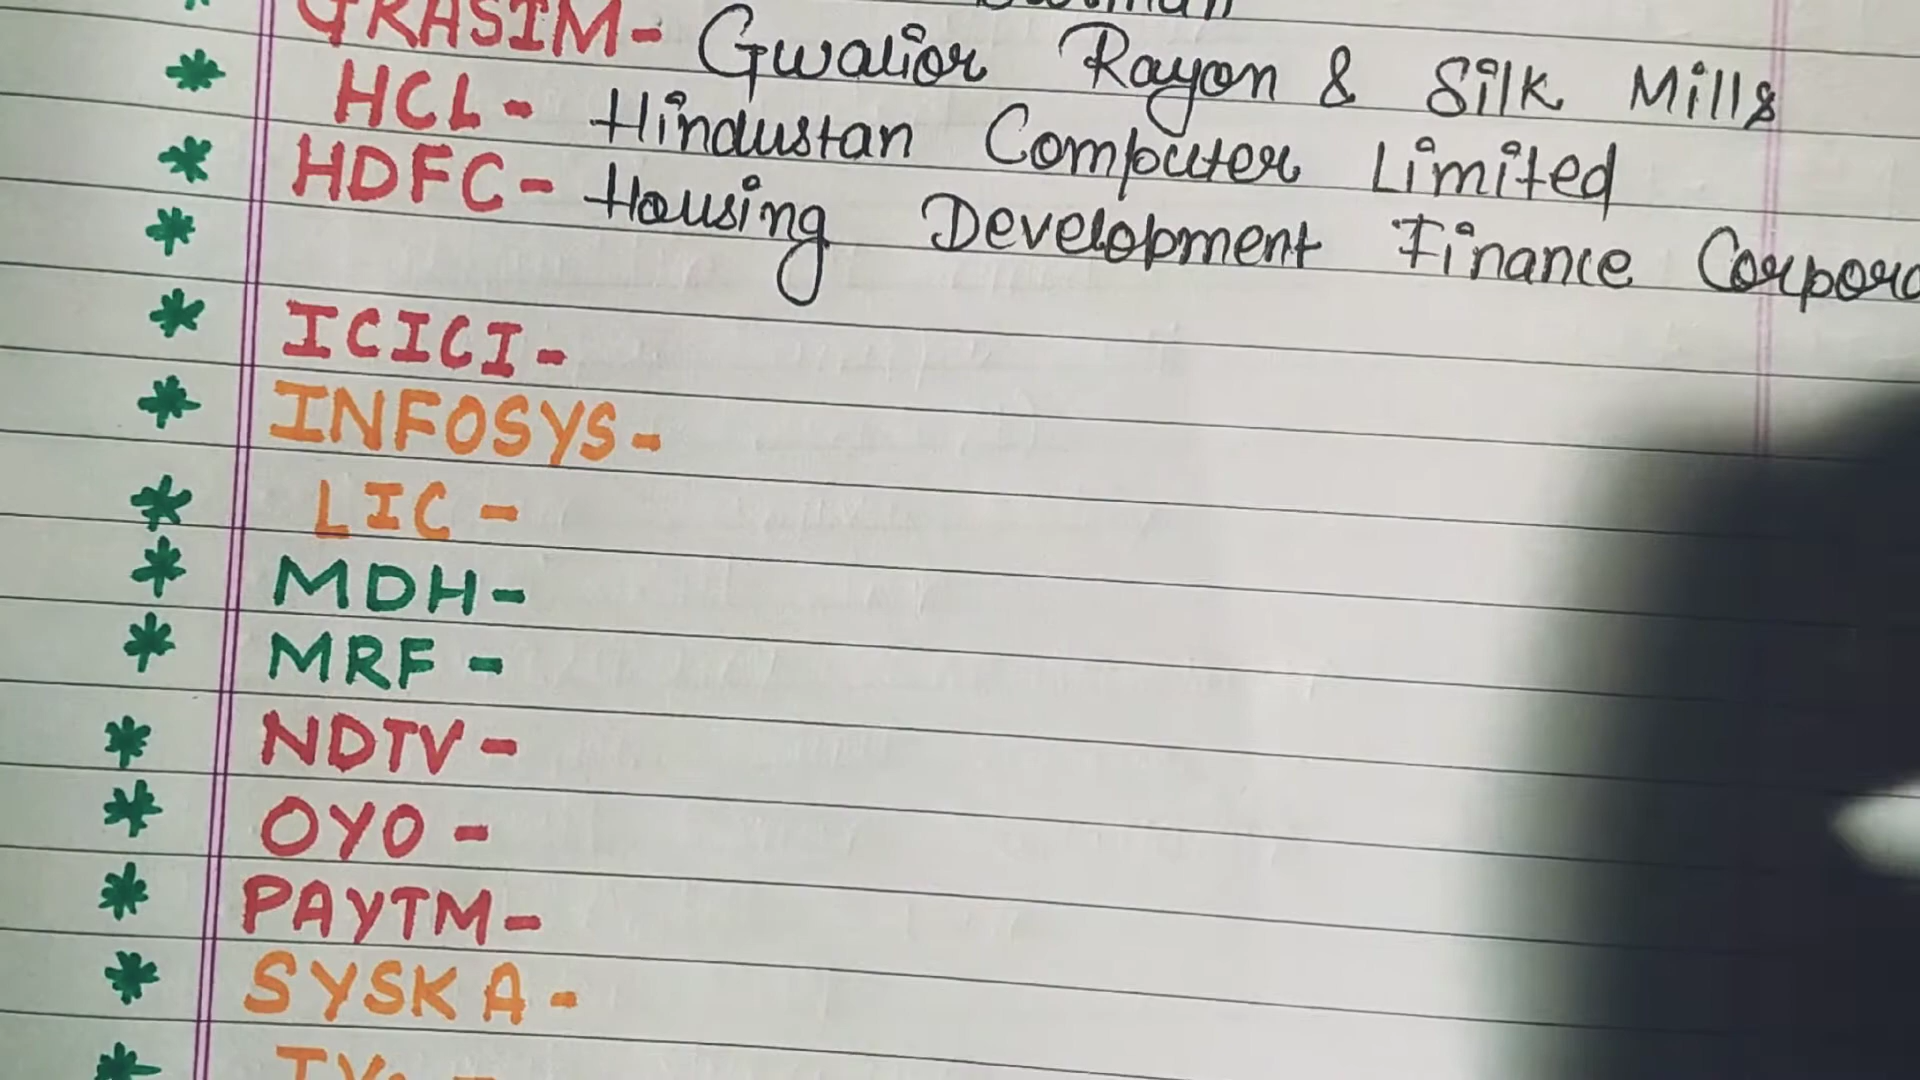 GRASIM- Gwalior Rayon & Silk Mills
* HCL- Hindustan Computer Limited
* HDFC- Housing Development Finance
*
* ICICI-
* INFOSYS-
* LIC -
* MDH-
* MRF -
* NDTV-
* OYO -
* PAYTM-
* SYSKA-
*